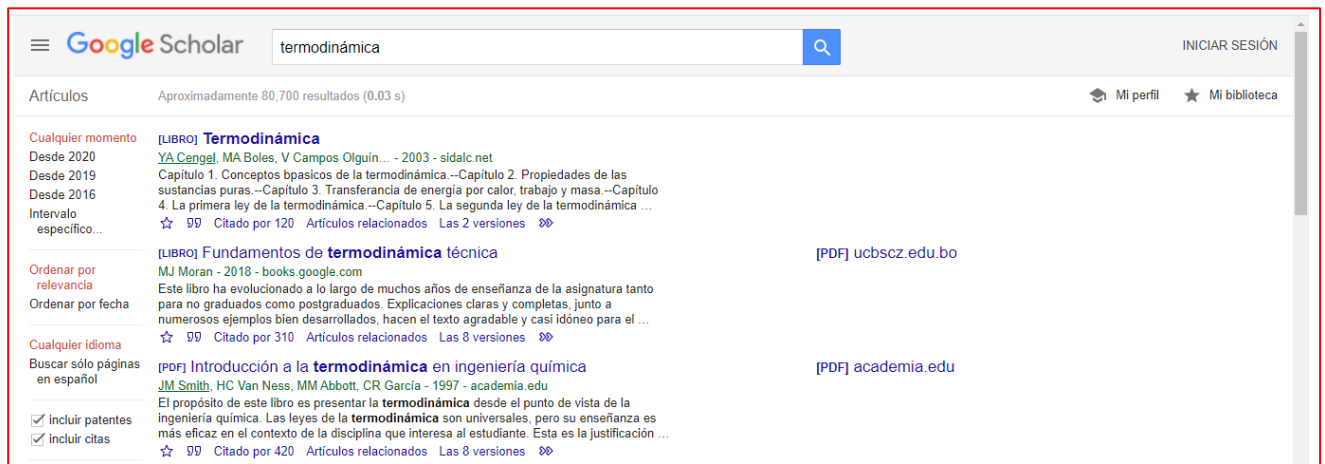 Google Scholar
termodinámica
INICIAR SESIÓN
Artículos
Aproximadamente 80,700 resultados (0.03 s)
Mi perfil
Mi biblioteca
Cualquier momento
Desde 2020
Desde 2019
Desde 2016
Intervalo
específico...
Ordenar por
relevancia
Ordenar por fecha
Cualquier idioma
Buscar sólo páginas
en español
incluir patentes
incluir citas
[LIBRO] Termodinámica
YA Cengel, MA Boles, V Campos Olguín... - 2003 - sidalc.net
Capítulo 1. Conceptos bpasicos de la termodinámica.--Capítulo 2. Propiedades de las
sustancias puras.--Capítulo 3. Transferancia de energía por calor, trabajo y masa.--Capítulo
4. La primera ley de la termodinámica.--Capítulo 5. La segunda ley de la termodinámica ...
Citado por 120 Artículos relacionados Las 2 versiones
[LIBRO] Fundamentos de termodinámica técnica
MJ Moran - 2018 - books.google.com
Este libro ha evolucionado a lo largo de muchos años de enseñanza de la asignatura tanto
para no graduados como postgraduados. Explicaciones claras y completas, junto a
numerosos ejemplos bien desarrollados, hacen el texto agradable y casi idóneo para el ...
Citado por 310 Artículos relacionados Las 8 versiones
[PDF] ucbscz.edu.bo
[PDF] Introducción a la termodinámica en ingeniería química
JM Smith, HC Van Ness, MM Abbott, CR García - 1997 - academia.edu
El propósito de este libro es presentar la termodinámica desde el punto de vista de la
ingeniería química. Las leyes de la termodinámica son universales, pero su enseñanza es
más eficaz en el contexto de la disciplina que interesa al estudiante. Esta es la justificación ...
Citado por 420 Artículos relacionados Las 8 versiones
[PDF] academia.edu